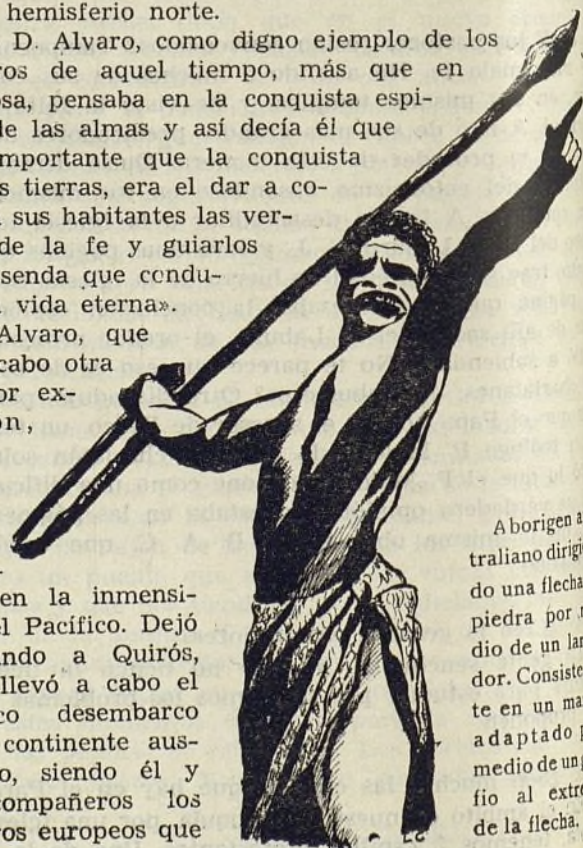 hemisferio norte.
D. Alvaro, como digno ejemplo de los
ros de aquel tiempo, más que en
osa, pensaba en la conquista espi-
de las almas y así decía él que
mportante que la conquista
s tierras, era el dar a co-
sus habitantes las ver-
de la fe y guiarlos
senda que condu-
vida eterna».
Alvaro, que
cabo otra
or ex-
on,
en la inmensi-
el Pacífico. Dejó
ando a Quirós,
llevó a cabo el
co desembarco
continente aus-
o, siendo él y
compañeros los
ros europeos que
Aborigen a
traliano dirigi
do una flecha
piedra por
dio de un lan
dor. Consiste
te en un ma
adaptado p
medio de un g
fío al extre
de la flecha.